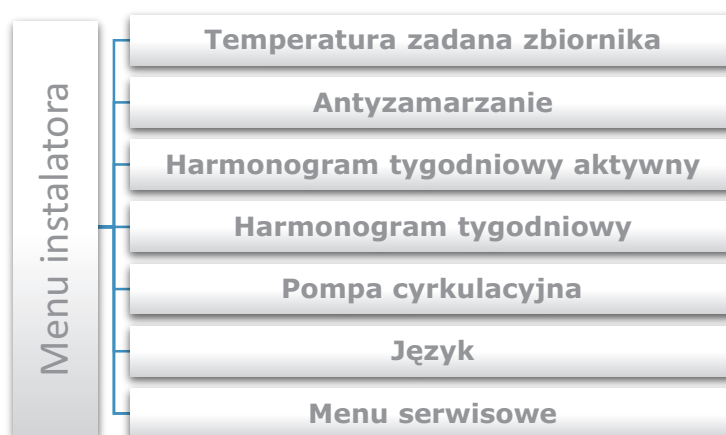 Menu instalatora
Temperatura zadana zbiornika
Antyzamarzanie
Harmonogram tygodniowy aktywny
Harmonogram tygodniowy
Pompa cyrkulacyjna
Język
Menu serwisowe